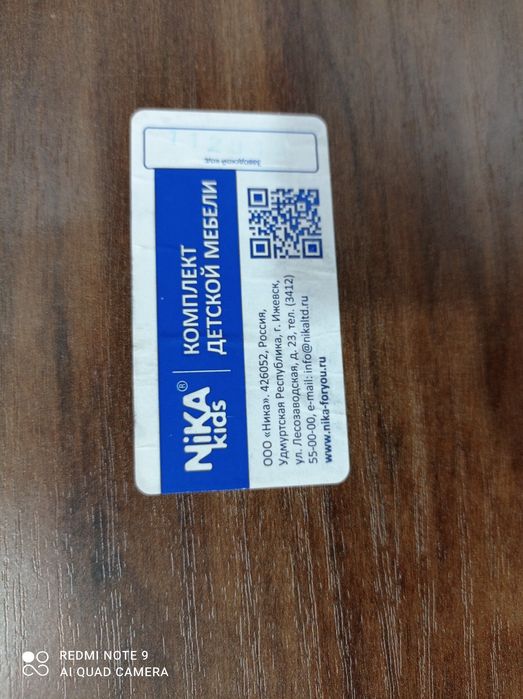 NiKA®
kids
КОМПЛЕКТ
ДЕТСКОЙ МЕБЕЛИ
Заводской код
ООО «Ника». 426052, Россия,
Удмуртская Республика, г. Ижевск,
ул. Лесозаводская, д. 23, тел. (3412)
55-00-00, e-mail: info@nikaltd.ru
www.nika-foryou.ru
REDMI NOTE 9
AI QUAD CAMERA